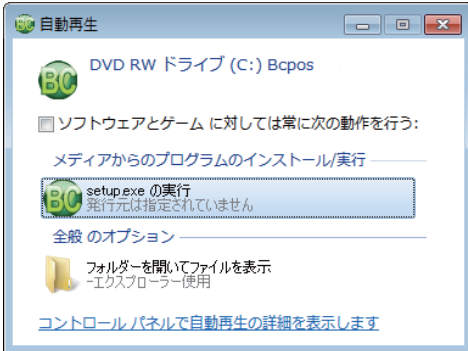 BC 自動再生
BC
DVD RW ドライブ (C:) Bcpos
ソフトウェアとゲーム に対しては常に次の動作を行う:
メディアからのプログラムのインストール/実行
BC
setup.exe の実行
発行元は指定されていません
全般 のオプション
フォルダーを開いてファイルを表示
-エクスプローラー使用
コントロール パネルで自動再生の詳細を表示します